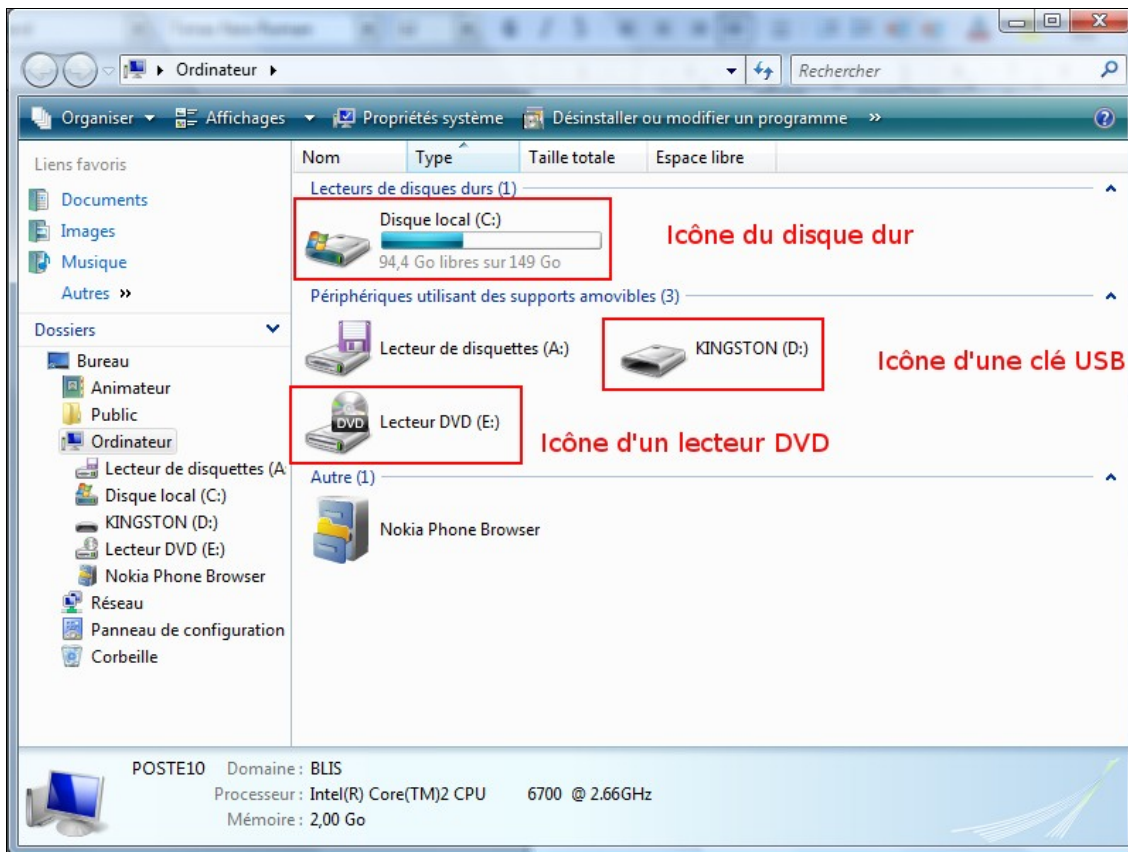 Ordinateur
Rechercher
Organiser Affichages Propriétés système Désinstaller ou modifier un programme »
Liens favoris
Documents
Images
Musique
Autres »
Dossiers
Bureau
Animateur
Public
Ordinateur
Lecteur de disquettes (A:
Disque local (C:)
KINGSTON (D:)
Lecteur DVD (E:)
Nokia Phone Browser
Réseau
Panneau de configuration
Corbeille
Nom Type Taille totale Espace libre
Lecteurs de disques durs (1)
Disque local (C:)
94,4 Go libres sur 149 Go
Icône du disque dur
Périphériques utilisant des supports amovibles (3)
Lecteur de disquettes (A:)
KINGSTON (D:)
Icône d'une clé USB
DVD
Lecteur DVD (E:)
Icône d'un lecteur DVD
Autre (1)
Nokia Phone Browser
POSTE10 Domaine : BLIS
Processeur : Intel(R) Core(TM)2 CPU 6700 @ 2.66GHz
Mémoire : 2,00 Go